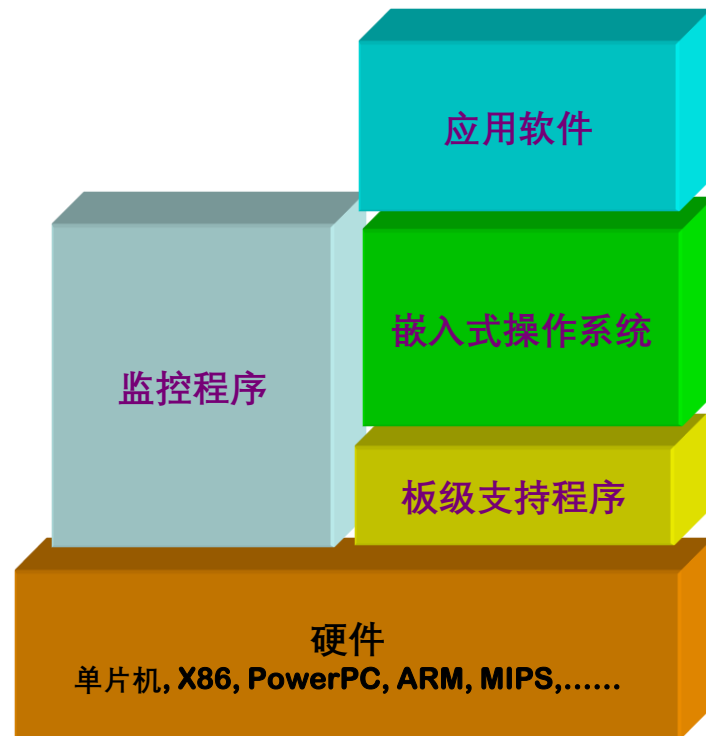 应用软件
嵌入式操作系统
监控程序
板级支持程序
硬件
单片机, X86, PowerPC, ARM, MIPS,……